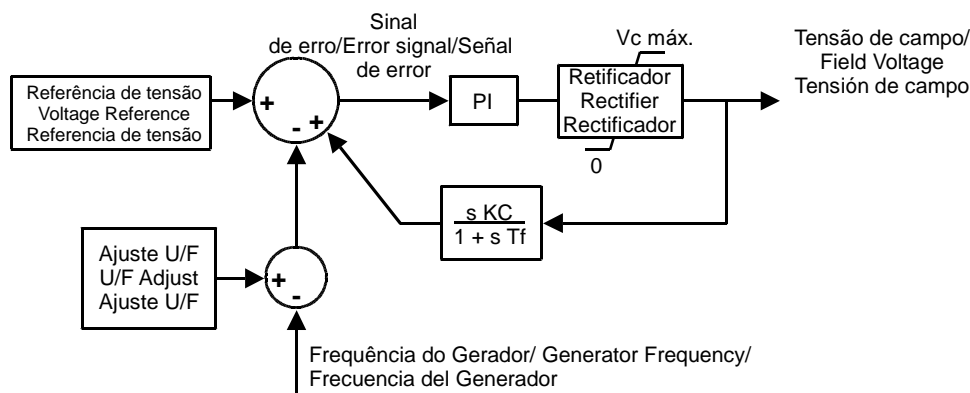 Sinal
de erro/Error signal/Señal
de error
Vc máx.
Tensão de campo/
Field Voltage
Tensión de campo
Referência de tensão
Voltage Reference
Referencia de tensão
+
-
+
PI
Retificador
Rectifier
Rectificador
0
s KC
1 + s Tf
Ajuste U/F
U/F Adjust
Ajuste U/F
+
-
Frequência do Gerador/ Generator Frequency/
Frecuencia del Generador